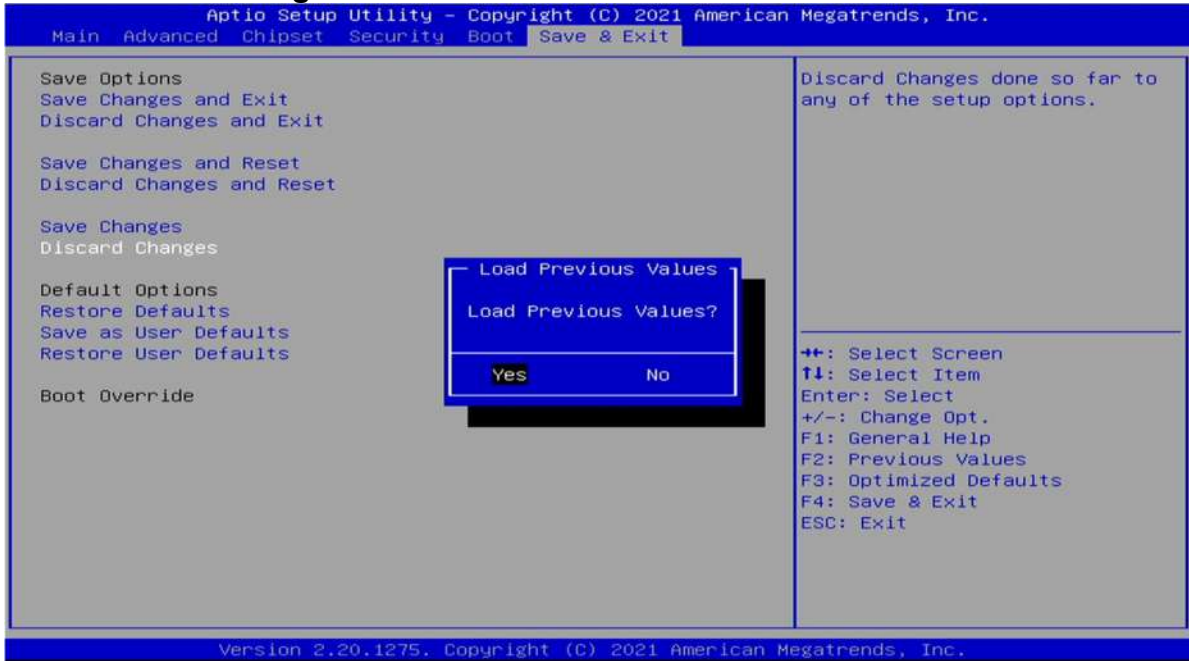 Aptio Setup Utility – Copyright (C) 2021 American Megatrends, Inc.
Main Advanced Chipset Security Boot Save & Exit
Save Options
Save Changes and Exit
Discard Changes and Exit
Save Changes and Reset
Discard Changes and Reset
Save Changes
Discard Changes
Default Options
Restore Defaults
Save as User Defaults
Restore User Defaults
Boot Override
Load Previous Values
Load Previous Values?
Yes No
Discard Changes done so far to
any of the setup options.
→←: Select Screen
↑↓: Select Item
Enter: Select
+/-: Change Opt.
F1: General Help
F2: Previous Values
F3: Optimized Defaults
F4: Save & Exit
ESC: Exit
Version 2.20.1275. Copyright (C) 2021 American Megatrends, Inc.